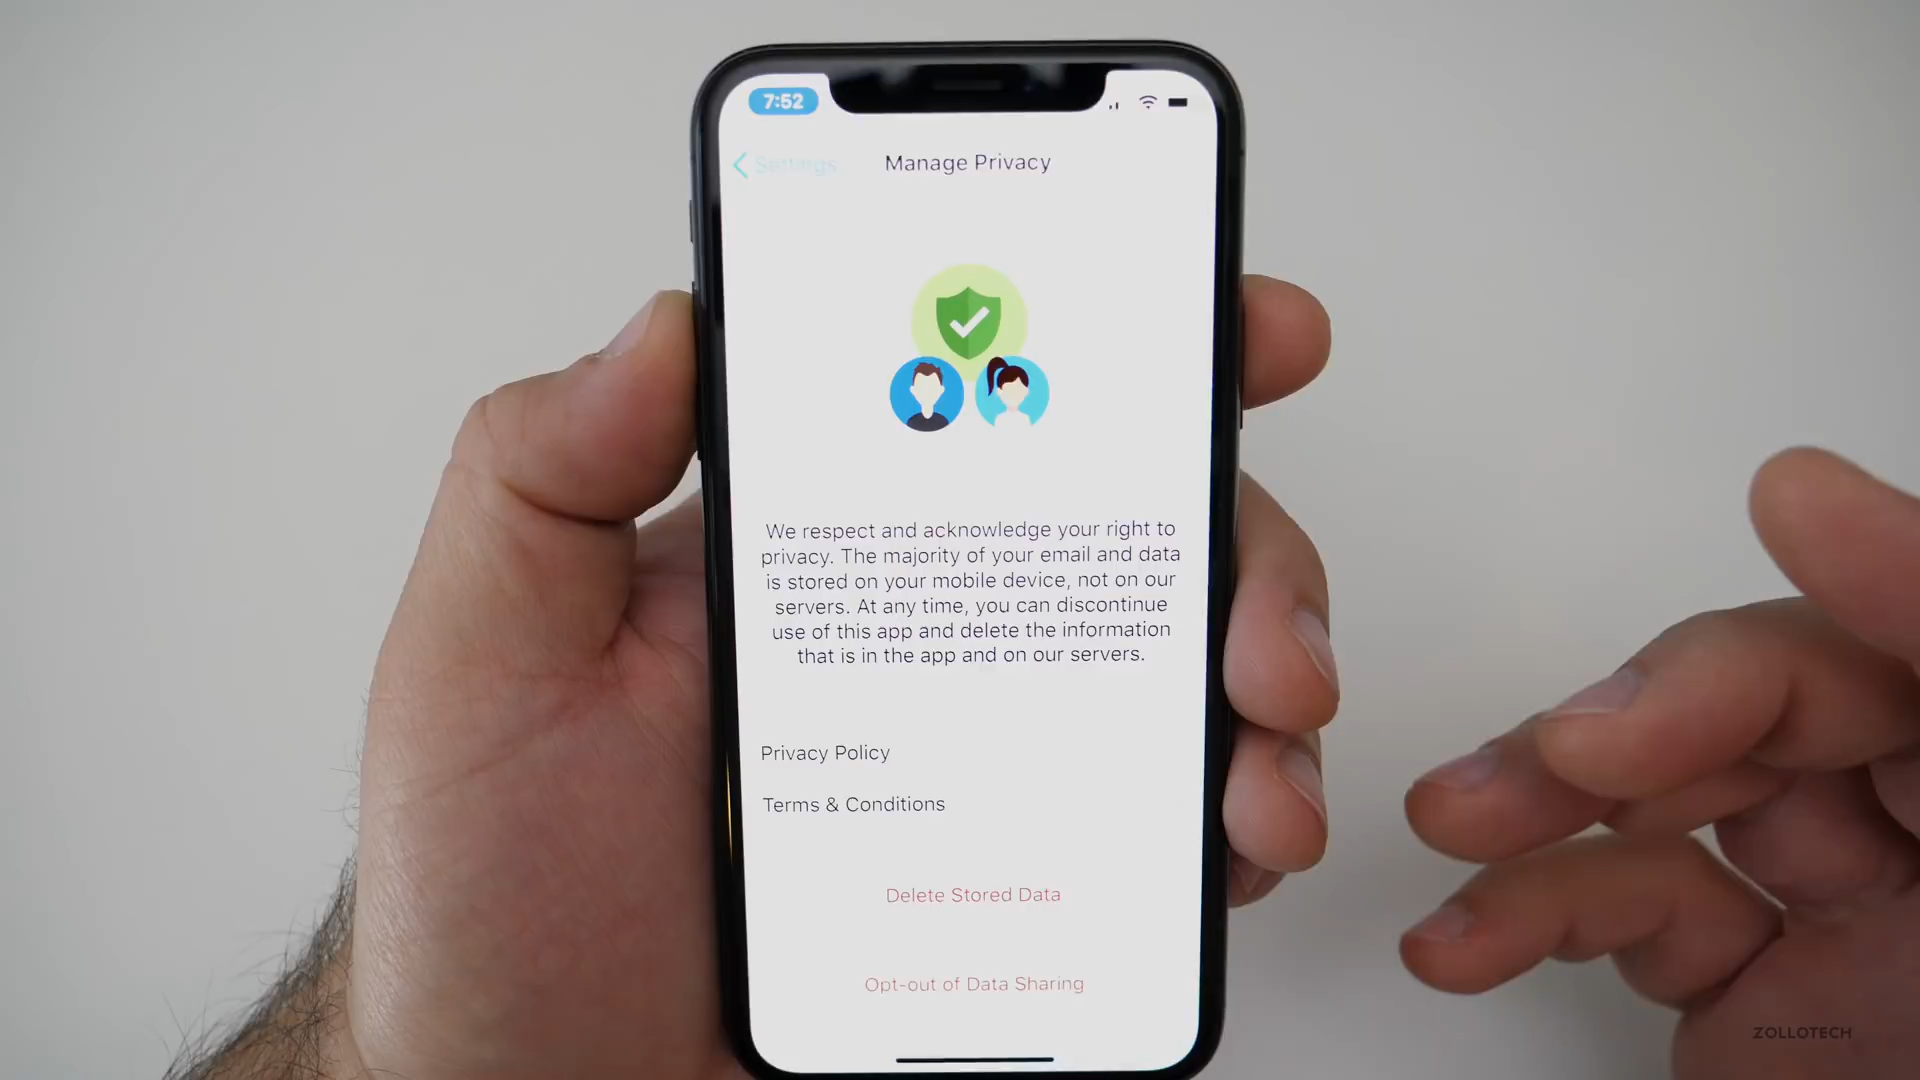 7:52
Settings
Manage Privacy
We respect and acknowledge your right to
privacy. The majority of your email and data
is stored on your mobile device, not on our
servers. At any time, you can discontinue
use of this app and delete the information
that is in the app and on our servers.
Privacy Policy
Terms & Conditions
Delete Stored Data
Opt-out of Data Sharing
ZOLLOTECH